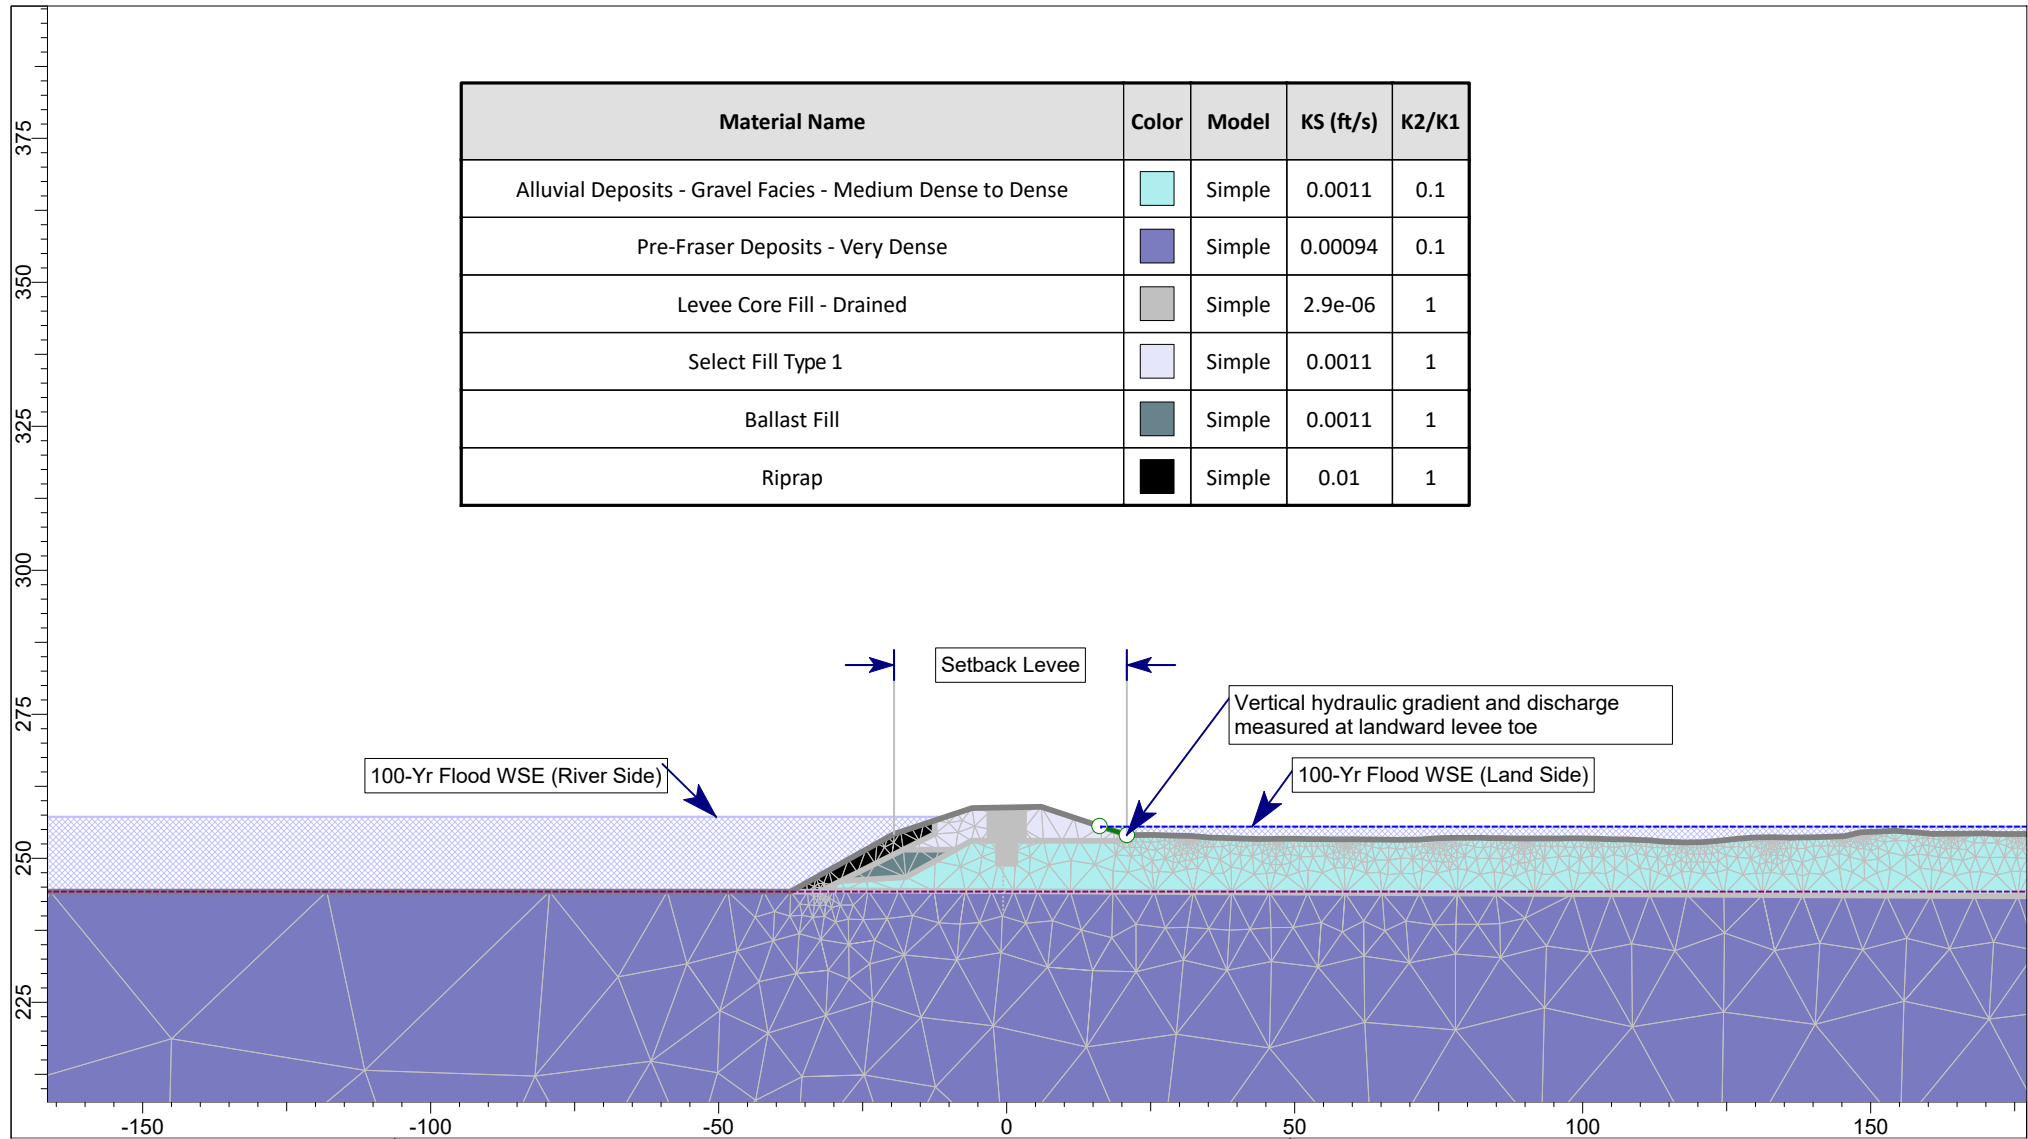 Material Name Color Model KS (ft/s) K2/K1
Alluvial Deposits - Gravel Facies - Medium Dense to Dense Simple 0.0011 0.1
Pre-Fraser Deposits - Very Dense Simple 0.00094 0.1
Levee Core Fill - Drained Simple 2.9e-06 1
Select Fill Type 1 Simple 0.0011 1
Ballast Fill Simple 0.0011 1
Riprap Simple 0.01 1
375
350
325
300
275
250
225
Setback Levee
Vertical hydraulic gradient and discharge
measured at landward levee toe
100-Yr Flood WSE (River Side)
100-Yr Flood WSE (Land Side)
-150 -100 -50 0 50 100 150